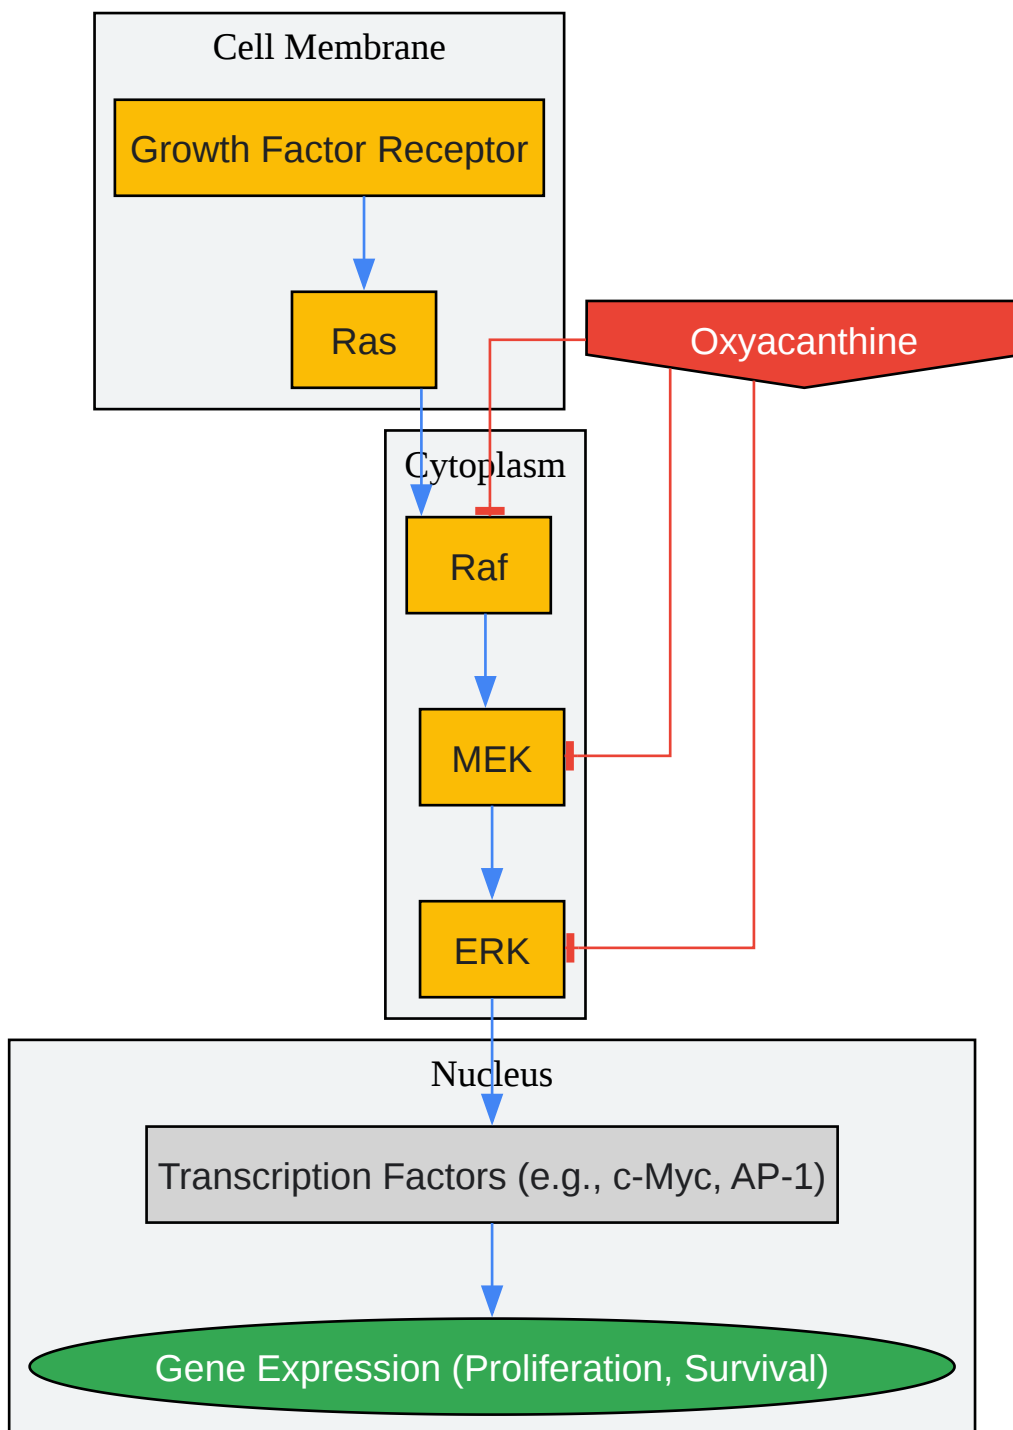 Cell Membrane
Growth Factor Receptor
Ras
Oxyacanthine
Cytoplasm
Raf
MEK
ERK
Nucleus
Transcription Factors (e.g., c-Myc, AP-1)
Gene Expression (Proliferation, Survival)